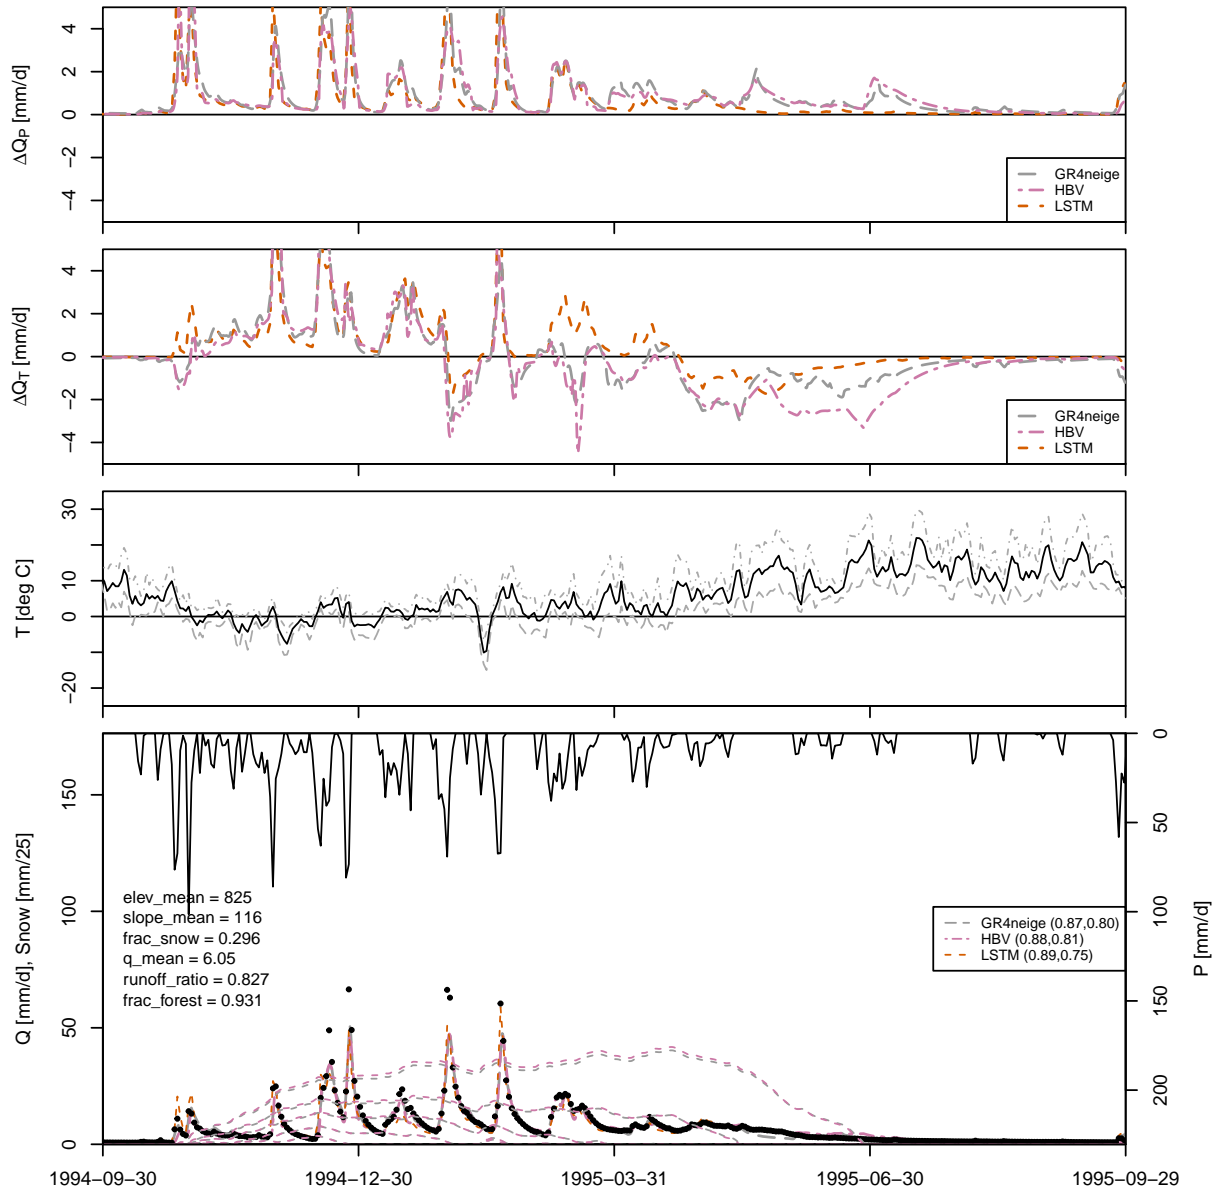 ΔQP [mm/d]
4
2
0
−2
−4
GR4neige
HBV
LSTM
ΔQT [mm/d]
4
2
0
−2
−4
GR4neige
HBV
LSTM
T [deg C]
30
10
0
−20
Q [mm/d], Snow [mm/25]
150
100
50
0
P [mm/d]
0
50
100
150
200
elev_mean = 825
slope_mean = 116
frac_snow = 0.296
q_mean = 6.05
runoff_ratio = 0.827
frac_forest = 0.931
GR4neige (0.87,0.80)
HBV (0.88,0.81)
LSTM (0.89,0.75)
1994−09−30 1994−12−30 1995−03−31 1995−06−30 1995−09−29